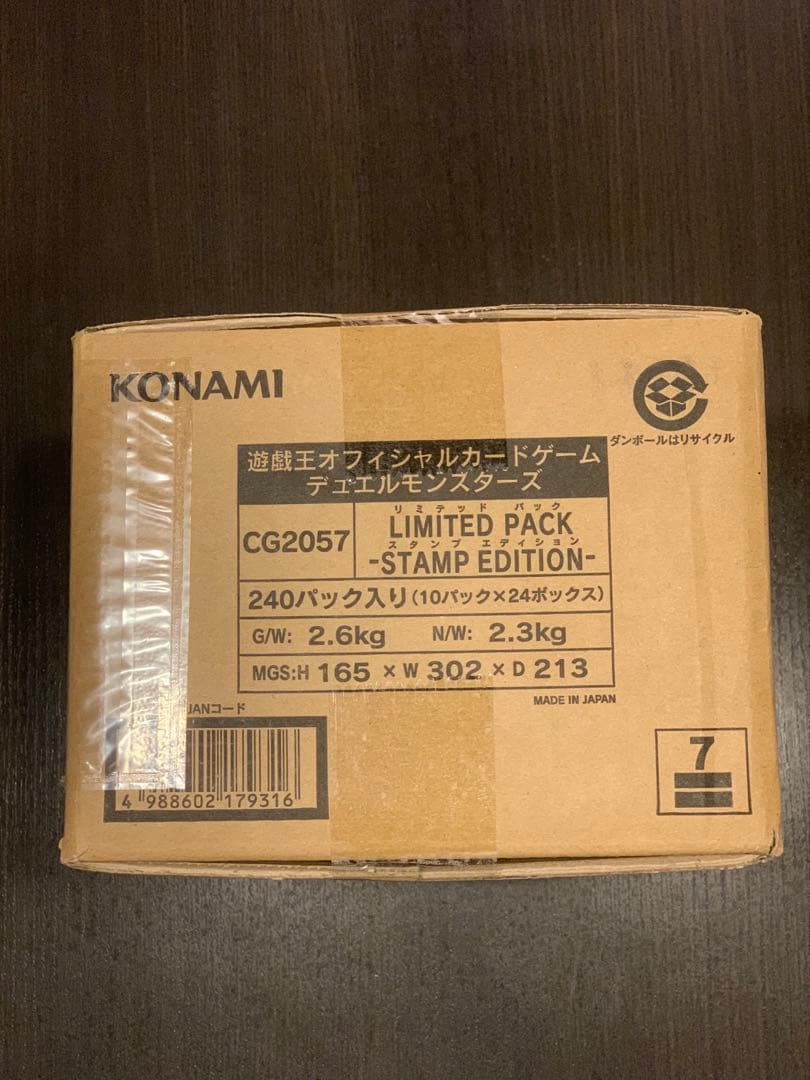 KONAMI
ダンボールはリサイクル
遊戯王オフィシャルカードゲーム
デュエルモンスターズ
CG2057
リミテッド パック
LIMITED PACK
スタンプ エディション
-STAMP EDITION-
240パック入り(10パック×24ボックス)
G/W: 2.6kg N/W: 2.3kg
MGS:H 165 × W 302 × D 213
MADE IN JAPAN
JANコード
4 988602 179316
7